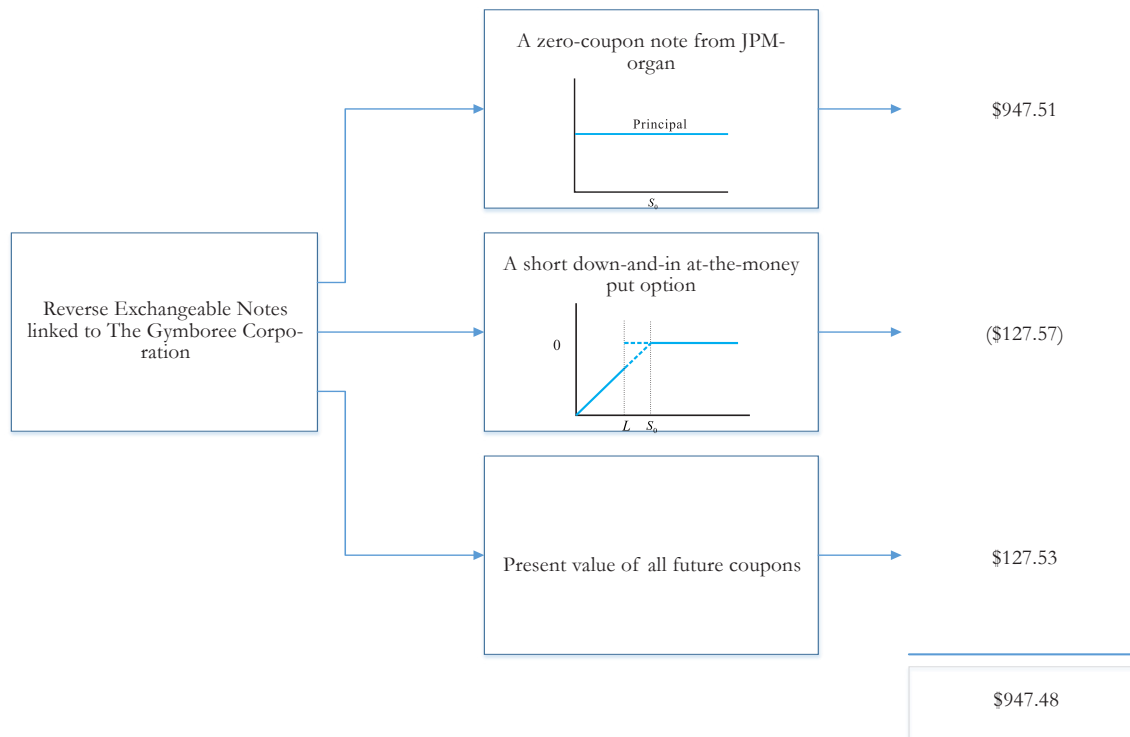 A zero-coupon note from JPM-
organ
Principal
S₀
$947.51
Reverse Exchangeable Notes
linked to The Gymboree Corpo-
ration
A short down-and-in at-the-money
put option
0
L S₀
($127.57)
Present value of all future coupons
$127.53
$947.48